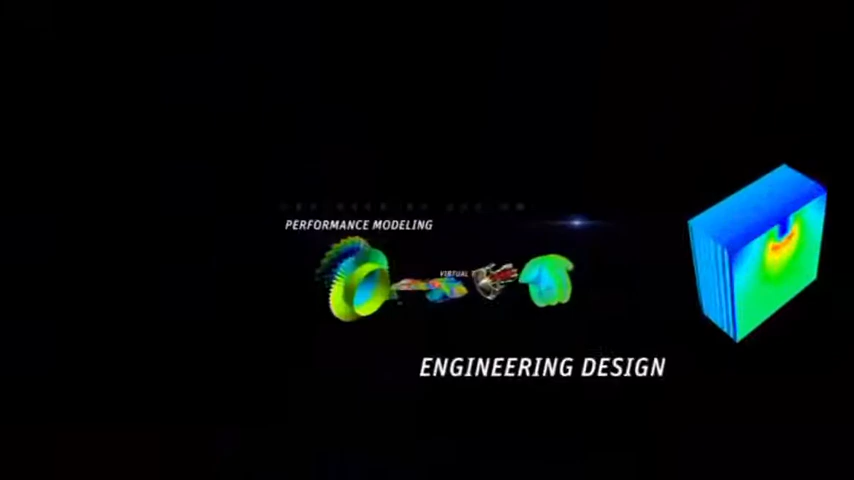 PERFORMANCE MODELING
VIRTUAL
ENGINEERING DESIGN